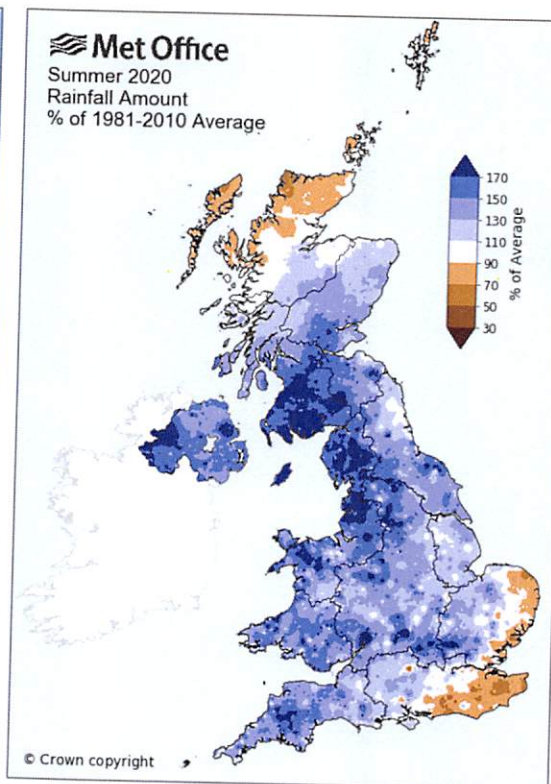 Met Office
Summer 2020
Rainfall Amount
% of 1981-2010 Average
170
150
130
110
90
70
50
30
% of Average
© Crown copyright